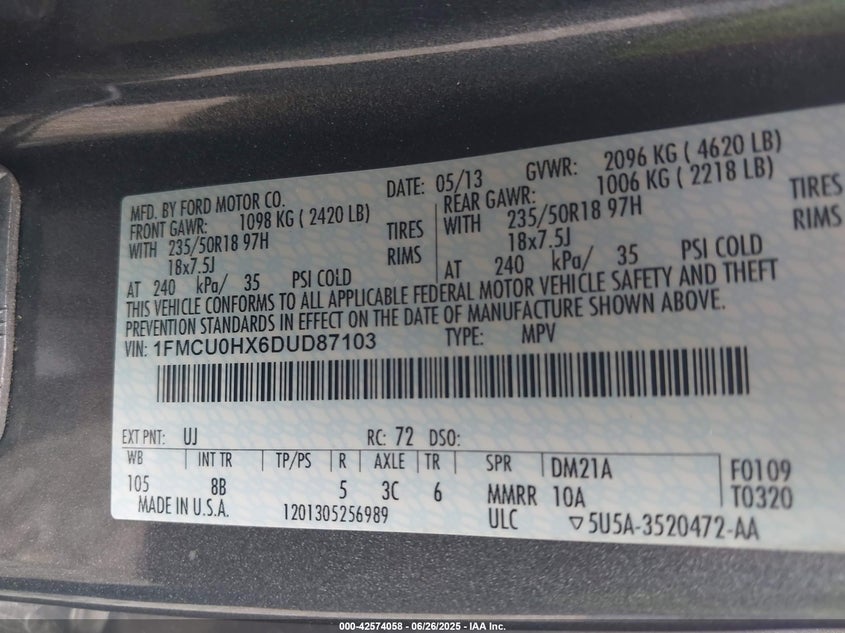 MFD. BY FORD MOTOR CO. DATE: 05/13 GVWR: 2096 KG ( 4620 LB)
FRONT GAWR: 1098 KG ( 2420 LB) REAR GAWR: 1006 KG ( 2218 LB)
WITH 235/50R18 97H TIRES WITH 235/50R18 97H TIRES
18x7.5J RIMS 18x7.5J RIMS
AT 240 kPa/ 35 PSI COLD AT 240 kPa/ 35 PSI COLD
THIS VEHICLE CONFORMS TO ALL APPLICABLE FEDERAL MOTOR VEHICLE SAFETY AND THEFT
PREVENTION STANDARDS IN EFFECT ON THE DATE OF MANUFACTURE SHOWN ABOVE.
VIN: 1FMCU0HX6DUD87103 TYPE: MPV
EXT PNT: UJ RC: 72 DSO:
WB INT TR TP/PS R AXLE TR SPR DM21A F0109
105 8B 5 3C 6 MMRR 10A T0320
MADE IN U.S.A. 1201305256989 ULC ▽5U5A-3520472-AA
000-42574058 - 06/26/2025 - IAA Inc.